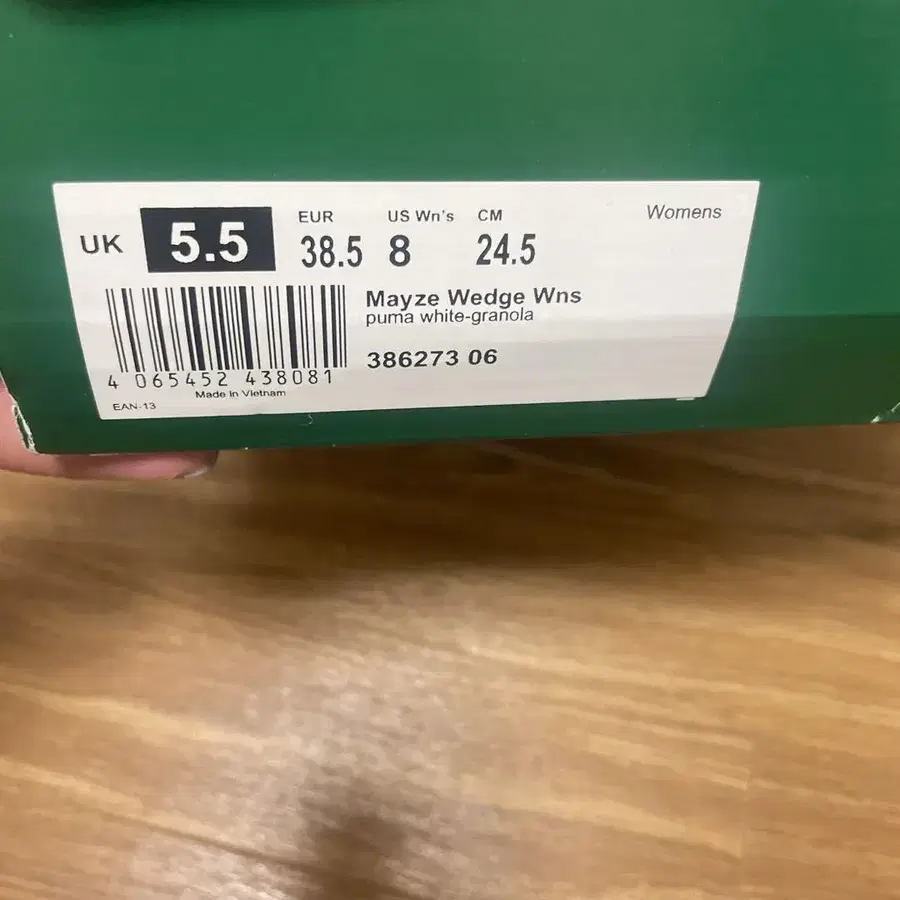 UK 5.5
EUR 38.5
US Wn's 8
CM 24.5
Womens
Mayze Wedge Wns
puma white-granola
386273 06
4 065452 438081
Made in Vietnam
EAN-13